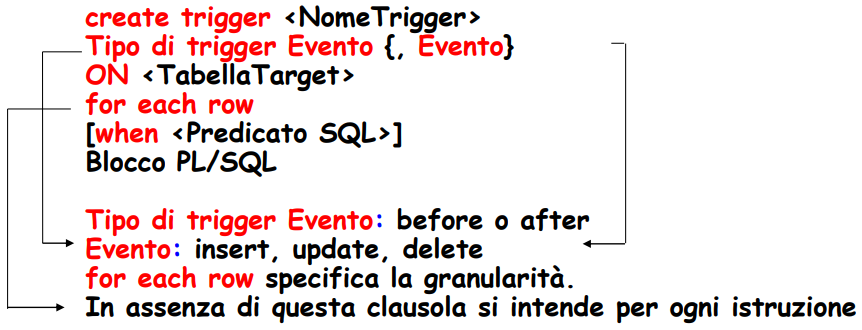 create trigger <NomeTrigger>
Tipo di trigger Evento {, Evento}
ON <TabellaTarget>
for each row
[when <Predicato SQL>]
Blocco PL/SQL
Tipo di trigger Evento: before o after
Evento: insert, update, delete
for each row specifica la granularità.
In assenza di questa clausola si intende per ogni istruzione